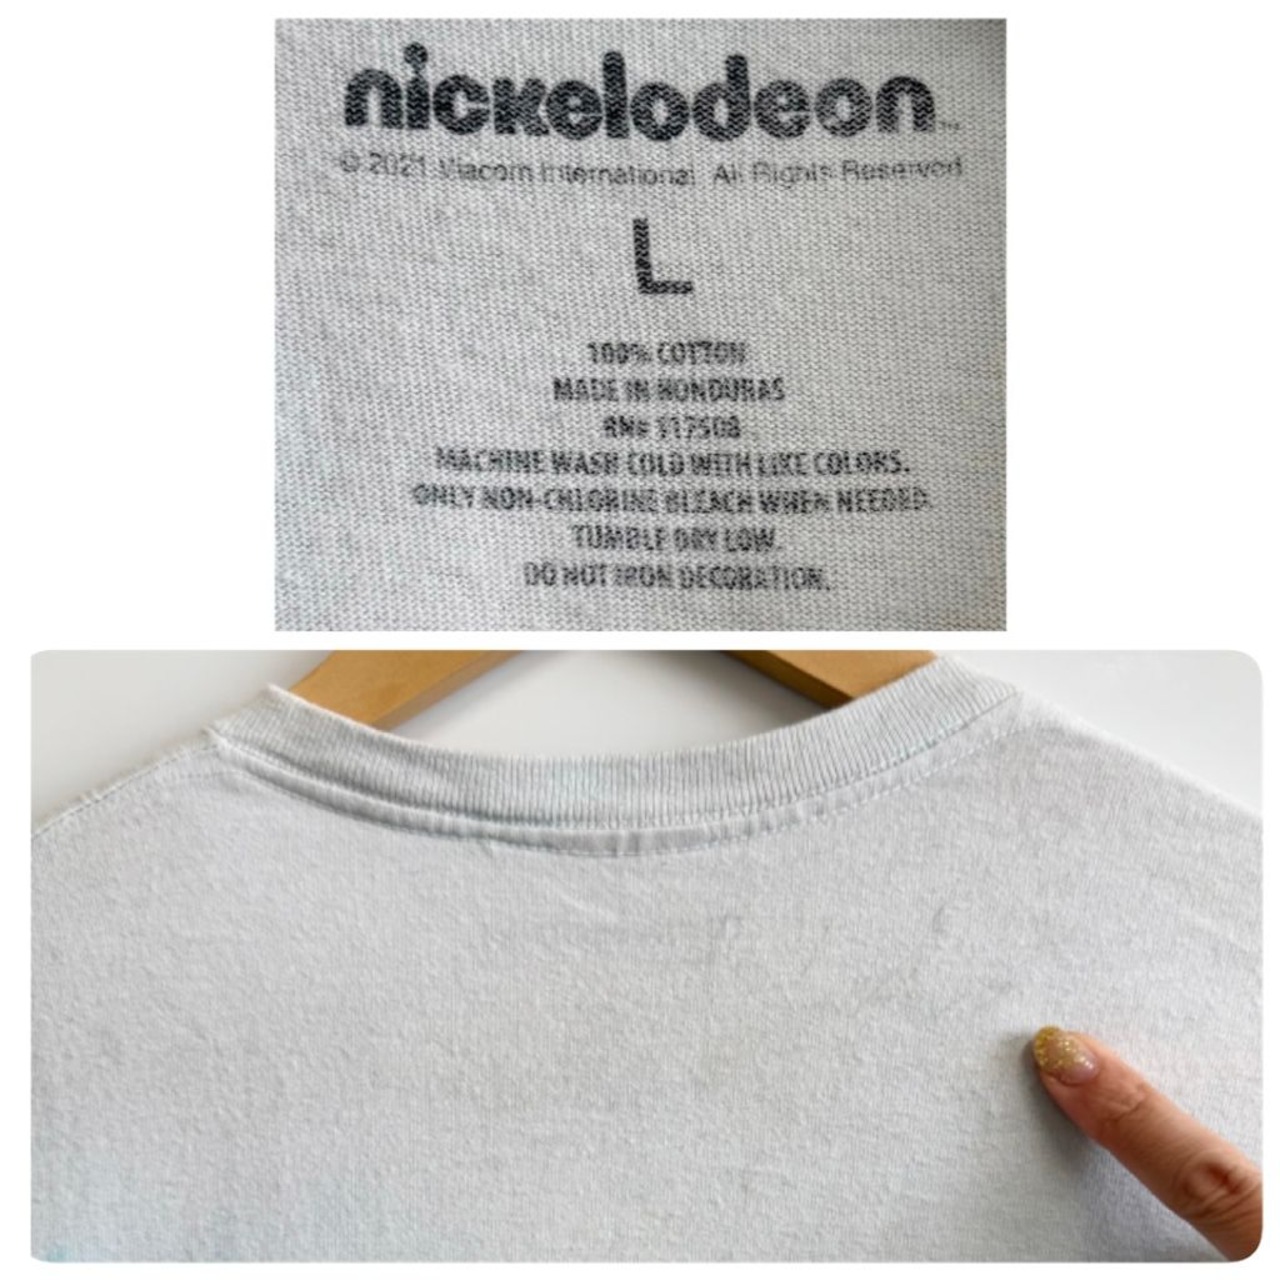 nickelodeon™
© 2021 Viacom International. All Rights Reserved
L
100% COTTON
MADE IN HONDURAS
RN# 117508
MACHINE WASH COLD WITH LIKE COLORS.
ONLY NON-CHLORINE BLEACH WHEN NEEDED.
TUMBLE DRY LOW.
DO NOT IRON DECORATION.